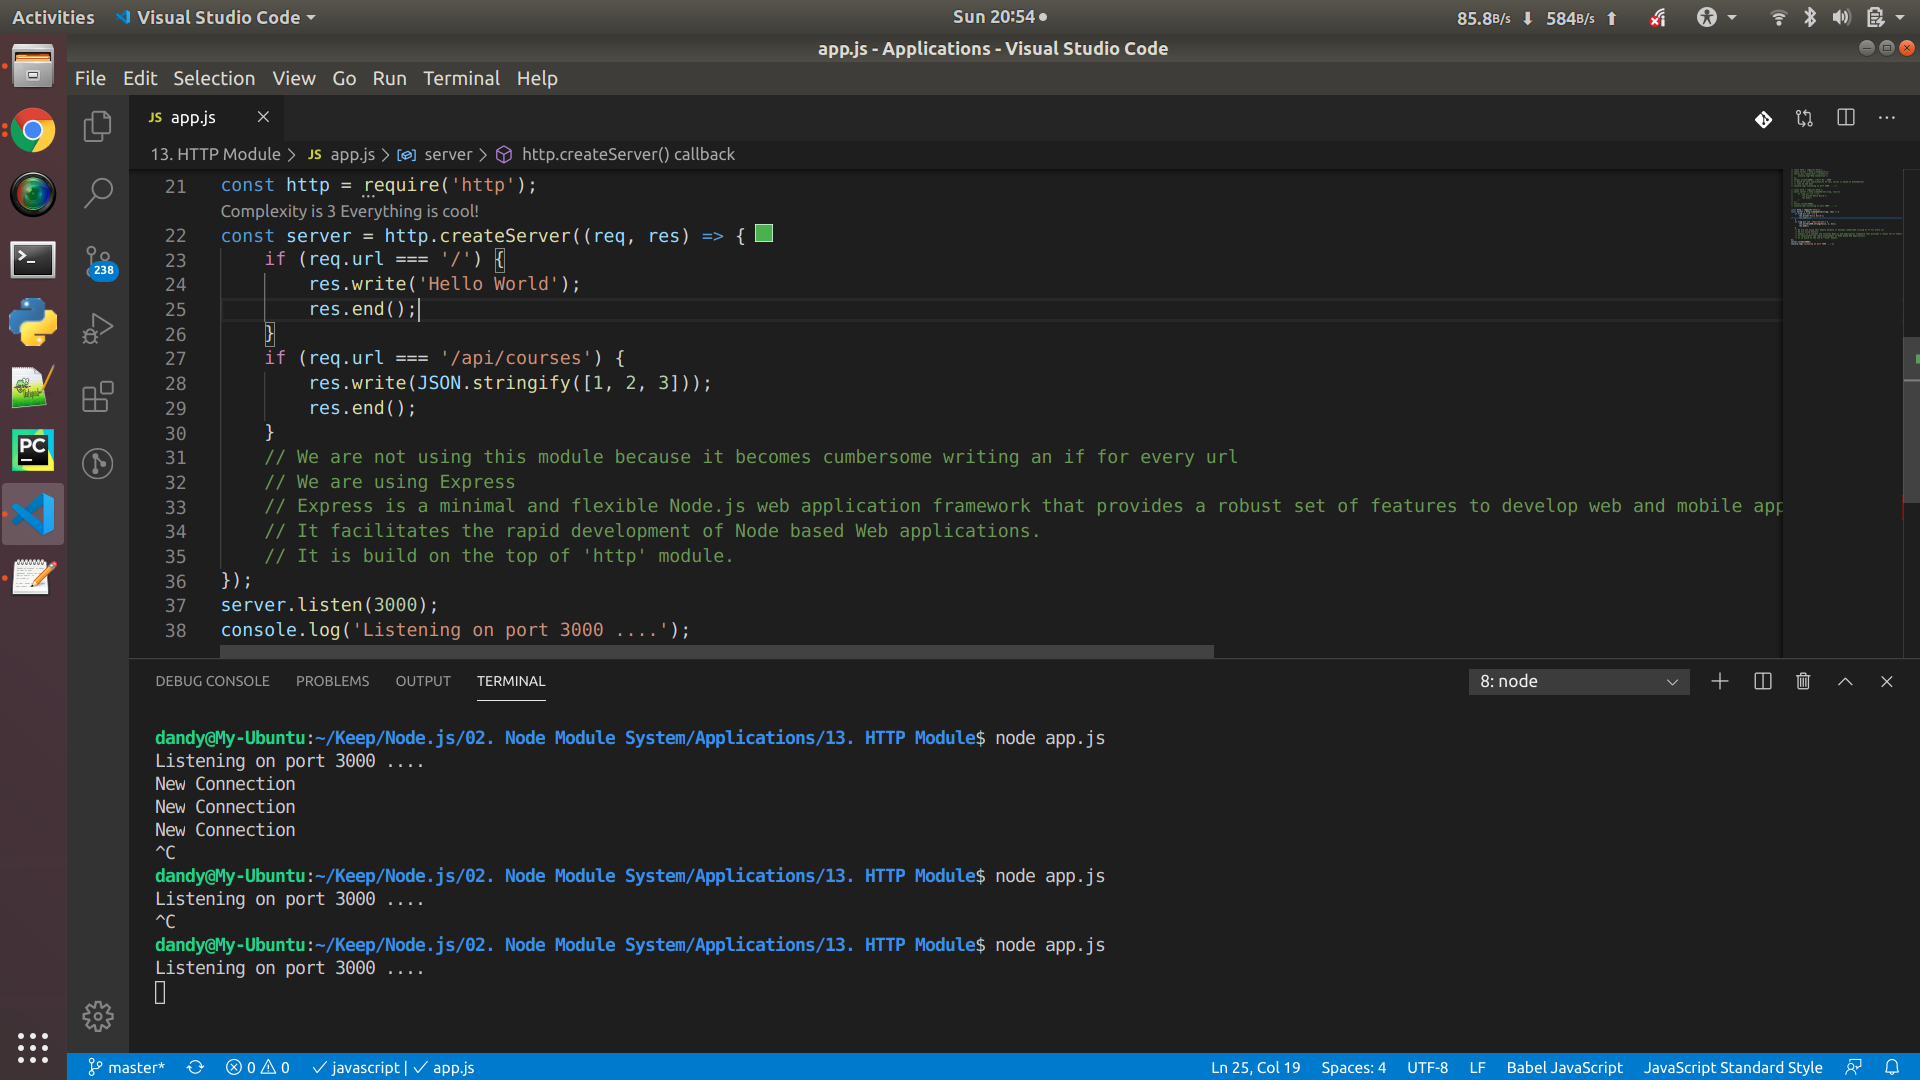 Activities
Visual Studio Code
Sun 20:54
85.8B/s 584B/s
app.js - Applications - Visual Studio Code
File Edit Selection View Go Run Terminal Help
JS app.js
13. HTTP Module > JS app.js > server > http.createServer() callback
21 const http = require('http');
Complexity is 3 Everything is cool!
22 const server = http.createServer((req, res) => {
23 if (req.url === '/') {
24 res.write('Hello World');
25 res.end();
26 }
27 if (req.url === '/api/courses') {
28 res.write(JSON.stringify([1, 2, 3]));
29 res.end();
30 }
31 // We are not using this module because it becomes cumbersome writing an if for every url
32 // We are using Express
33 // Express is a minimal and flexible Node.js web application framework that provides a robust set of features to develop web and mobile app
34 // It facilitates the rapid development of Node based Web applications.
35 // It is build on the top of 'http' module.
36 });
37 server.listen(3000);
38 console.log('Listening on port 3000 ....');
238
PC
DEBUG CONSOLE PROBLEMS OUTPUT TERMINAL
8: node
dandy@My-Ubuntu:~/Keep/Node.js/02. Node Module System/Applications/13. HTTP Module$ node app.js
Listening on port 3000 ....
New Connection
New Connection
New Connection
^C
dandy@My-Ubuntu:~/Keep/Node.js/02. Node Module System/Applications/13. HTTP Module$ node app.js
Listening on port 3000 ....
^C
dandy@My-Ubuntu:~/Keep/Node.js/02. Node Module System/Applications/13. HTTP Module$ node app.js
Listening on port 3000 ....
master* 0 0 javascript | app.js
Ln 25, Col 19 Spaces: 4 UTF-8 LF Babel JavaScript JavaScript Standard Style